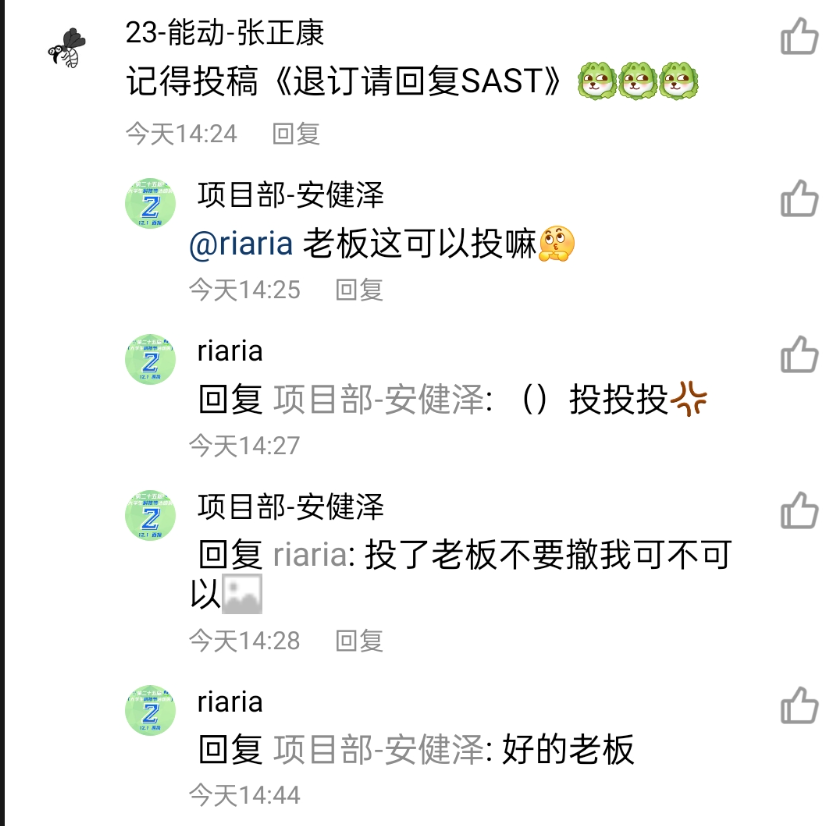 23-能动-张正康
记得投稿《退订请回复SAST》
今天14:24 回复
项目部-安健泽
@riaria 老板这可以投嘛
今天14:25 回复
riaria
回复 项目部-安健泽: （）投投投
今天14:27
项目部-安健泽
回复 riaria: 投了老板不要撤我可不可
以
今天14:28 回复
riaria
回复 项目部-安健泽: 好的老板
今天14:44